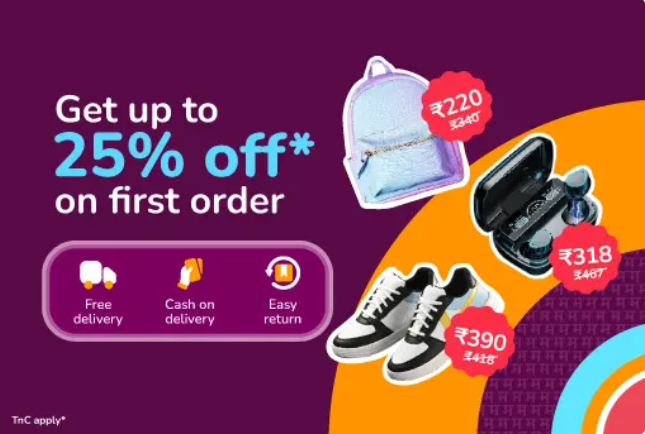 Get up to
25% off*
on first order
Free
delivery
Cash on
delivery
Easy
return
₹220
₹340
₹318
₹467
₹390
₹418
TnC apply*